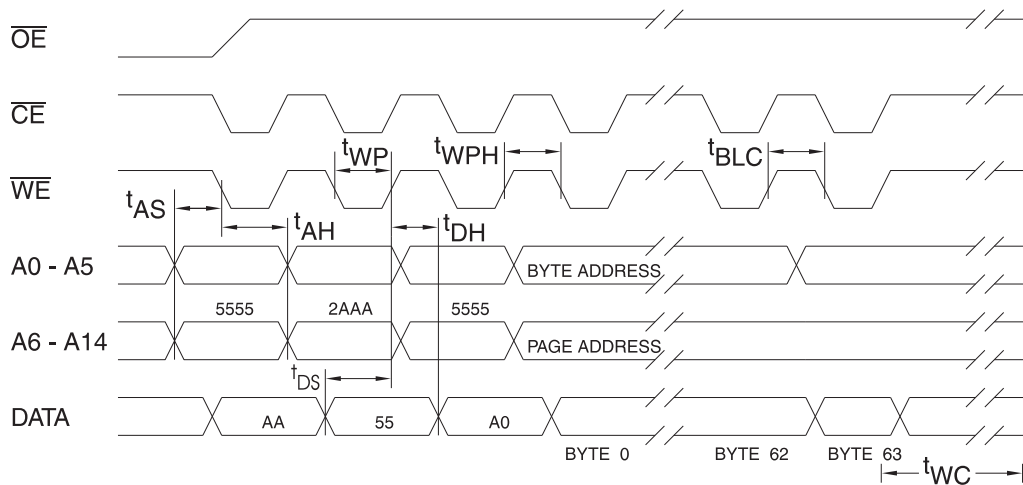 OE
CE
tWP
tWPH
tBLC
WE
tAS
tAH
tDH
A0 - A5
BYTE ADDRESS
5555
2AAA
5555
A6 - A14
PAGE ADDRESS
tDS
DATA
AA
55
A0
BYTE 0
BYTE 62
BYTE 63
tWC